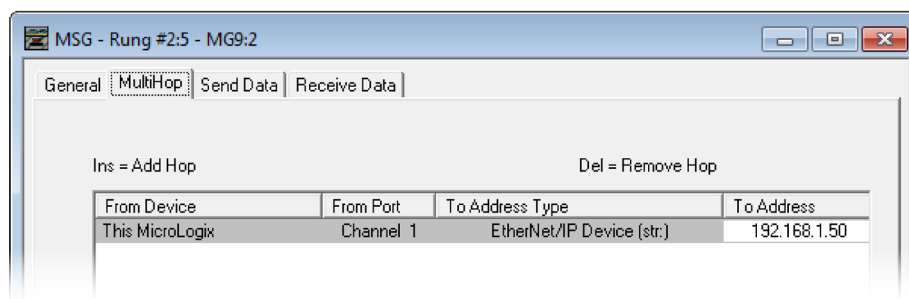 MSG - Rung #2:5 - MG9:2
General MultiHop Send Data Receive Data
Ins = Add Hop Del = Remove Hop
From Device From Port To Address Type To Address
This MicroLogix Channel 1 EtherNet/IP Device (str:) 192.168.1.50